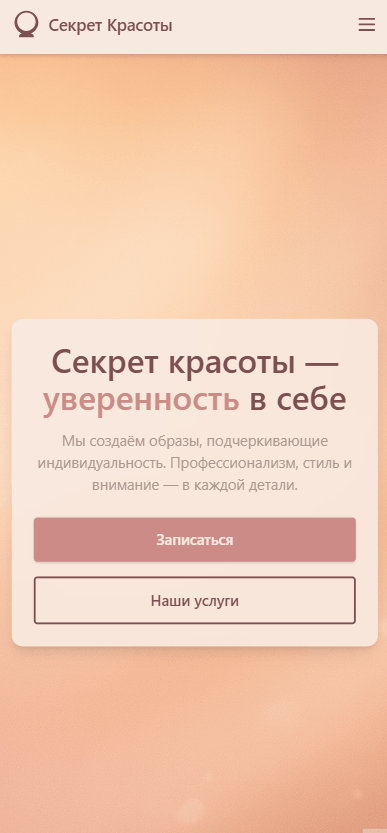 Секрет Красоты
Секрет красоты —
уверенность в себе
Мы создаём образы, подчеркивающие
индивидуальность. Профессионализм, стиль и
внимание — в каждой детали.
Записаться
Наши услуги